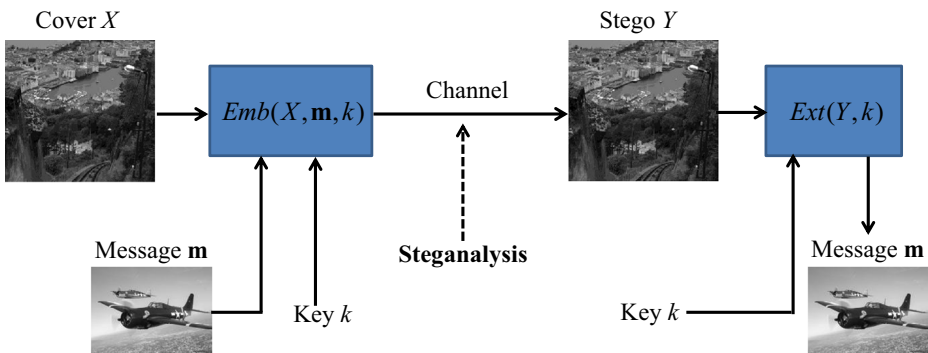 Cover X
Stego Y
Emb(X, m, k)
Channel
Ext(Y, k)
Message m
Steganalysis
Message m
Key k
Key k